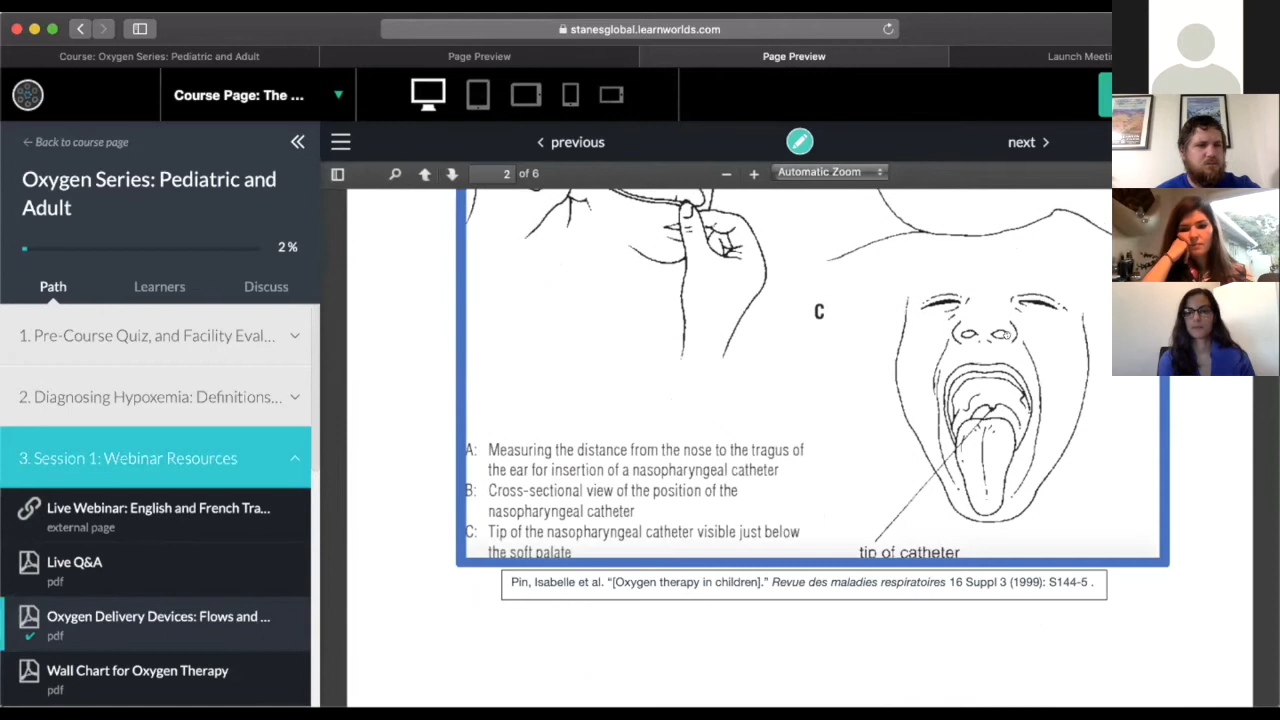 stanesglobal.learnworlds.com
Course: Oxygen Series: Pediatric and Adult
Page Preview
Page Preview
Launch Meeti
Course Page: The ...
← Back to course page
Oxygen Series: Pediatric and
Adult
2 %
Path
Learners
Discuss
1. Pre-Course Quiz, and Facility Eval...
2. Diagnosing Hypoxemia: Definitions...
3. Session 1: Webinar Resources
Live Webinar: English and French Tra...
external page
Live Q&A
pdf
Oxygen Delivery Devices: Flows and ...
pdf
Wall Chart for Oxygen Therapy
pdf
previous
next
2 of 6
Automatic Zoom
C
A: Measuring the distance from the nose to the tragus of
the ear for insertion of a nasopharyngeal catheter
B: Cross-sectional view of the position of the
nasopharyngeal catheter
C: Tip of the nasopharyngeal catheter visible just below
the soft palate
tip of catheter
Pin, Isabelle et al. “[Oxygen therapy in children].” Revue des maladies respiratoires 16 Suppl 3 (1999): S144-5 .